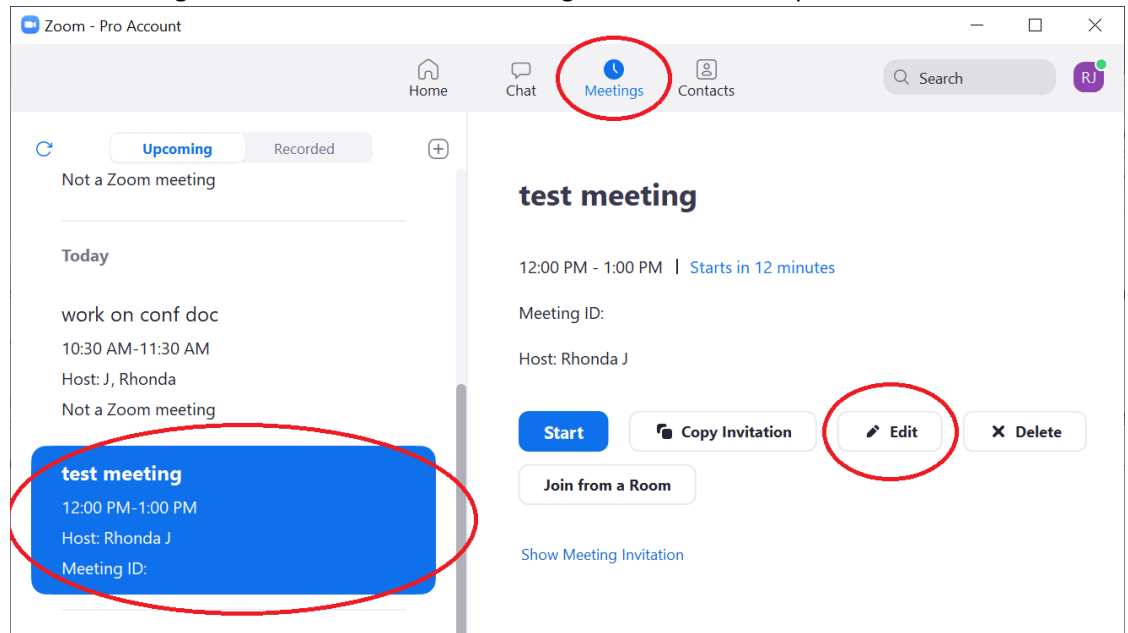 Zoom - Pro Account
Home Chat Meetings Contacts
Search
RJ
Upcoming Recorded
Not a Zoom meeting
Today
work on conf doc
10:30 AM-11:30 AM
Host: J, Rhonda
Not a Zoom meeting
test meeting
12:00 PM-1:00 PM
Host: Rhonda J
Meeting ID:
test meeting
12:00 PM - 1:00 PM | Starts in 12 minutes
Meeting ID:
Host: Rhonda J
Start Copy Invitation Edit Delete
Join from a Room
Show Meeting Invitation